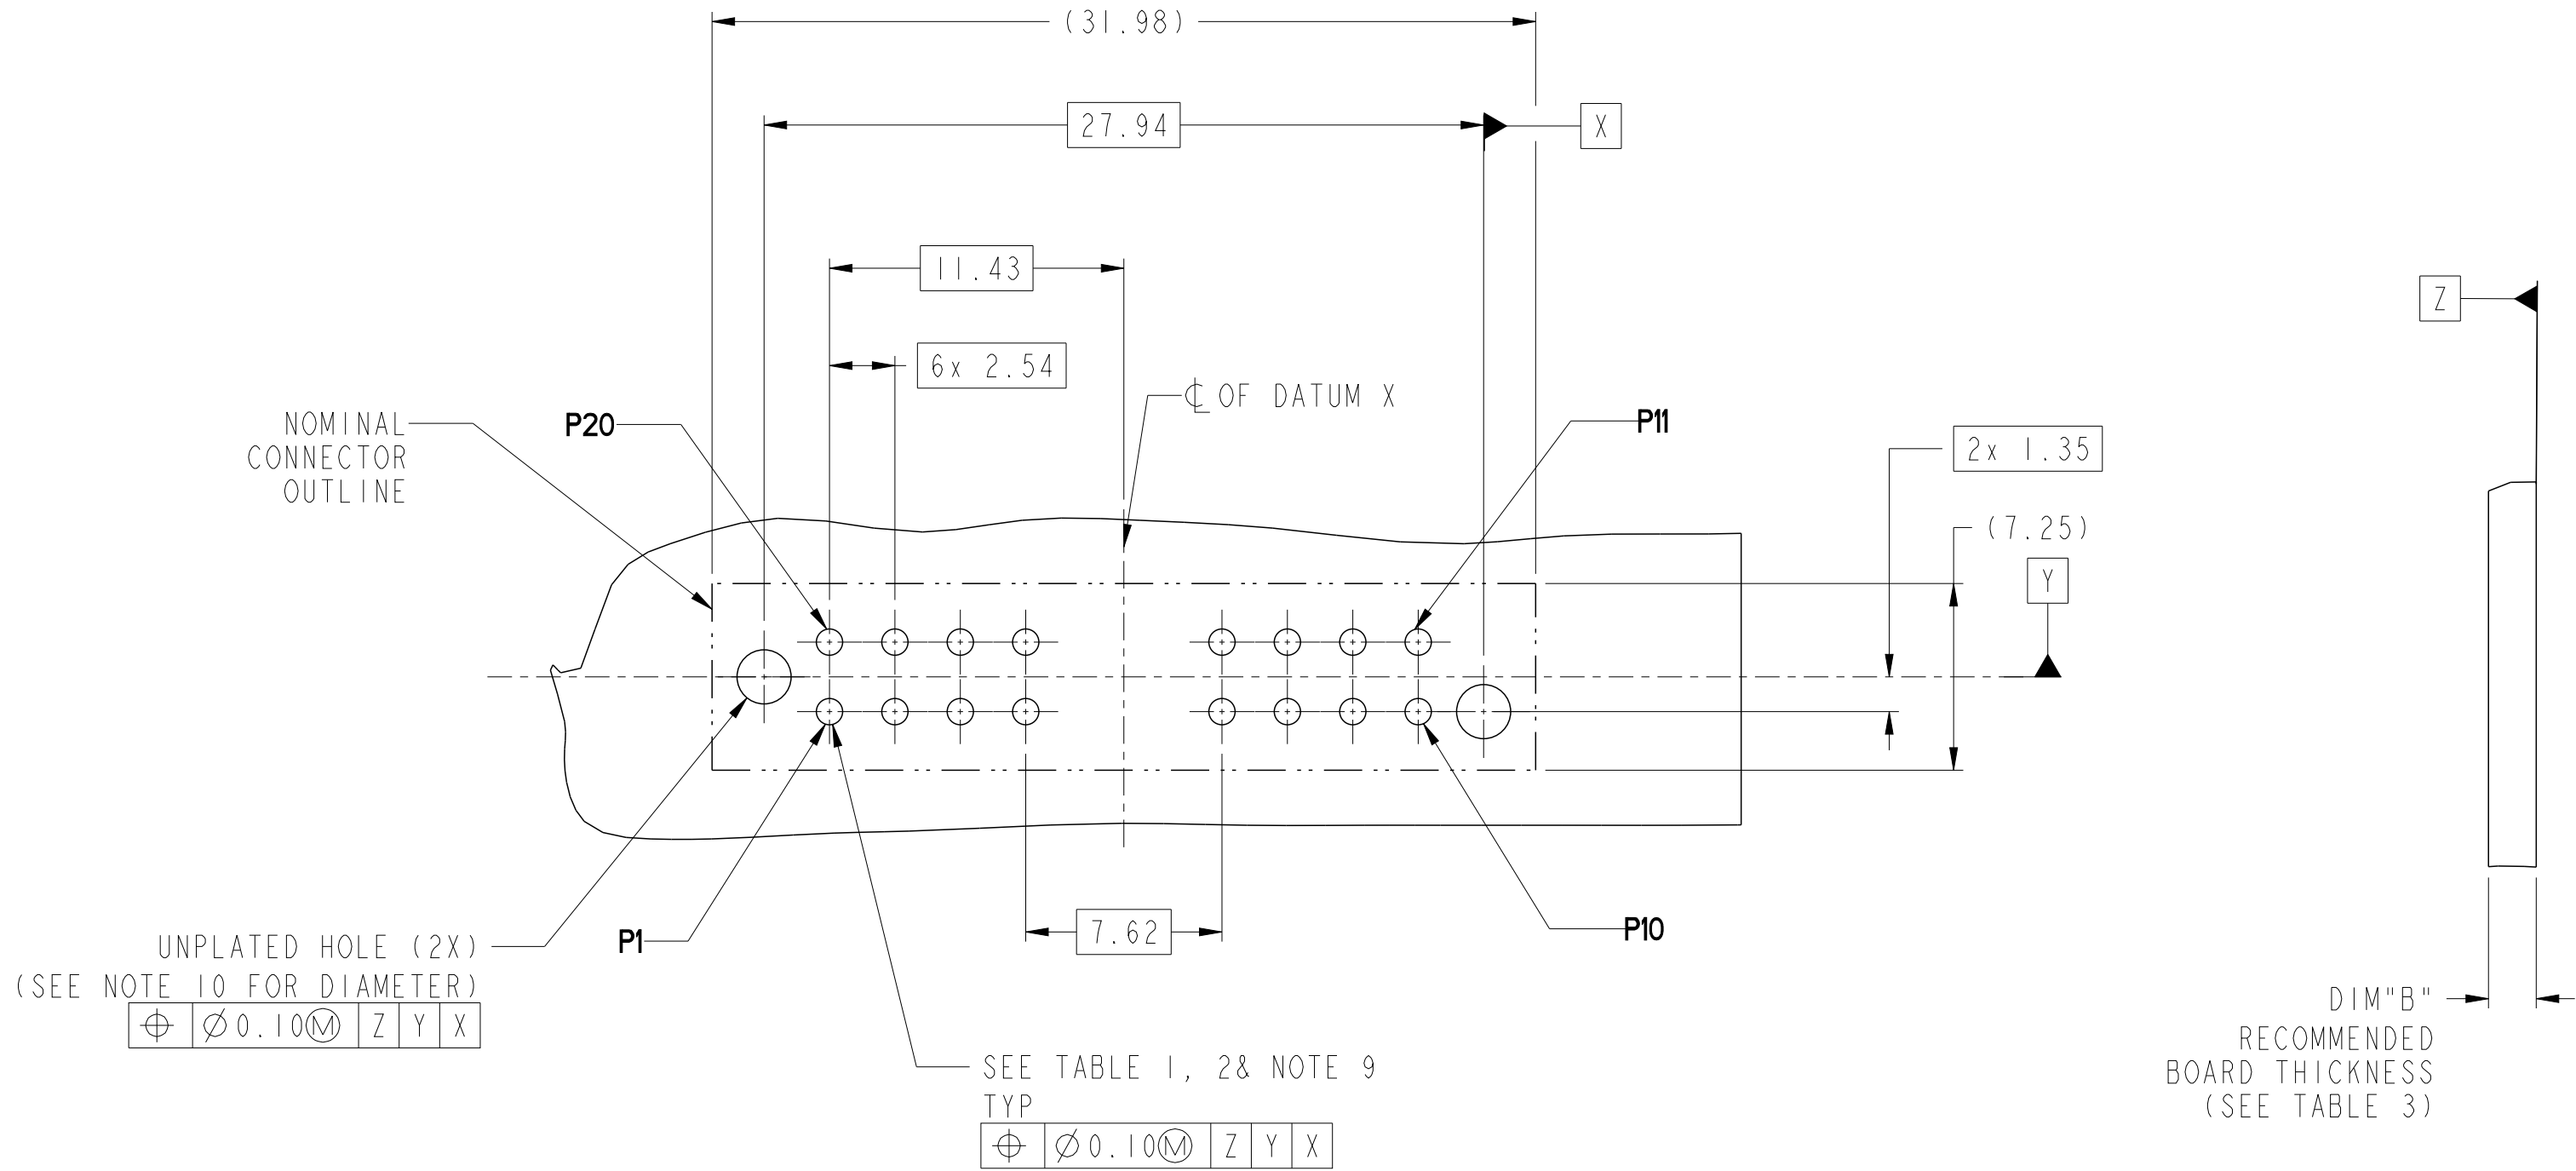 (31.98)
27.94
X
11.43
Z
6x 2.54
℄ OF DATUM X
NOMINAL
CONNECTOR
OUTLINE
P20
P11
2x 1.35
(7.25)
Y
7.62
P1
P10
UNPLATED HOLE (2X)
(SEE NOTE 10 FOR DIAMETER)
⌖ ⌀0.10Ⓜ Z Y X
DIM"B"
RECOMMENDED
BOARD THICKNESS
(SEE TABLE 3)
SEE TABLE 1, 2& NOTE 9
TYP
⌖ ⌀0.10Ⓜ Z Y X